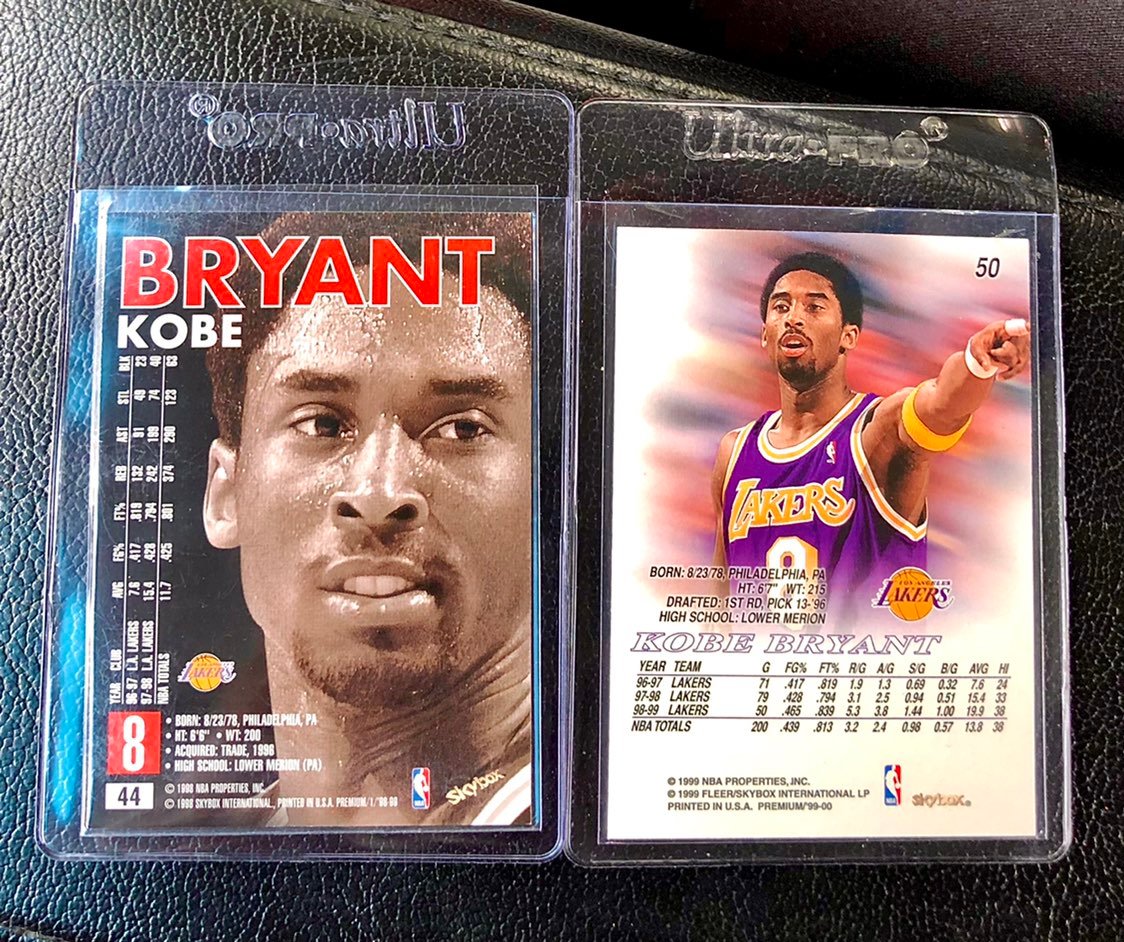 Ultra•PRO®
BRYANT
KOBE
YEAR CLUB AVG FG% FT% REB AST STL BLK
96-97 L.A. LAKERS 7.6 .417 .819 132 91 49 23
97-98 L.A. LAKERS 15.4 .428 .794 242 199 74 40
NBA TOTALS 11.7 .425 .801 374 290 123 63
LAKERS
8
• BORN: 8/23/78, PHILADELPHIA, PA
• HT: 6'6" • WT: 200
• ACQUIRED: TRADE, 1996
• HIGH SCHOOL: LOWER MERION (PA)
44
© 1998 NBA PROPERTIES, INC.
© 1998 SKYBOX INTERNATIONAL, PRINTED IN U.S.A. PREMIUM/1/'98-99
NBA
skybox
Ultra•PRO®
50
LAKERS
8
BORN: 8/23/78, PHILADELPHIA, PA
HT: 6'7" WT: 215
DRAFTED: 1ST RD, PICK 13-'96
HIGH SCHOOL: LOWER MERION
LOS ANGELES
LAKERS
KOBE BRYANT
YEAR TEAM G FG% FT% R/G A/G S/G B/G AVG HI
96-97 LAKERS 71 .417 .819 1.9 1.3 0.69 0.32 7.6 24
97-98 LAKERS 79 .428 .794 3.1 2.5 0.94 0.51 15.4 33
98-99 LAKERS 50 .465 .839 5.3 3.8 1.44 1.00 19.9 38
NBA TOTALS 200 .439 .813 3.2 2.4 0.98 0.57 13.8 38
© 1999 NBA PROPERTIES, INC.
© 1999 FLEER/SKYBOX INTERNATIONAL LP
PRINTED IN U.S.A. PREMIUM/'99-00
NBA
skybox®